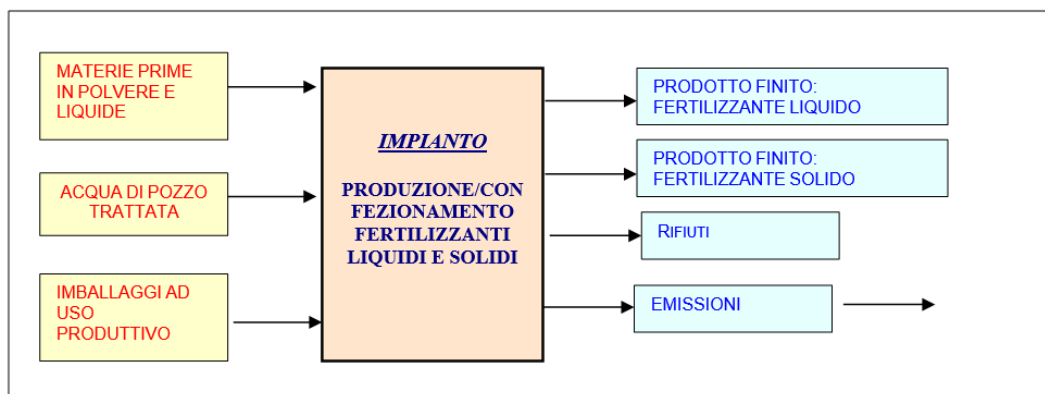 MATERIE PRIME
IN POLVERE E
LIQUIDE
ACQUA DI POZZO
TRATTATA
IMBALLAGGI AD
USO
PRODUTTIVO
IMPIANTO
PRODUZIONE/CON
FEZIONAMENTO
FERTILIZZANTI
LIQUIDI E SOLIDI
PRODOTTO FINITO:
FERTILIZZANTE LIQUIDO
PRODOTTO FINITO:
FERTILIZZANTE SOLIDO
RIFIUTI
EMISSIONI